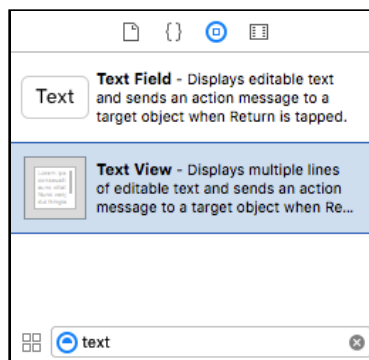 {}
Text
Text Field - Displays editable text
and sends an action message to a
target object when Return is tapped.
Text View - Displays multiple lines
of editable text and sends an action
message to a target object when Re...
text